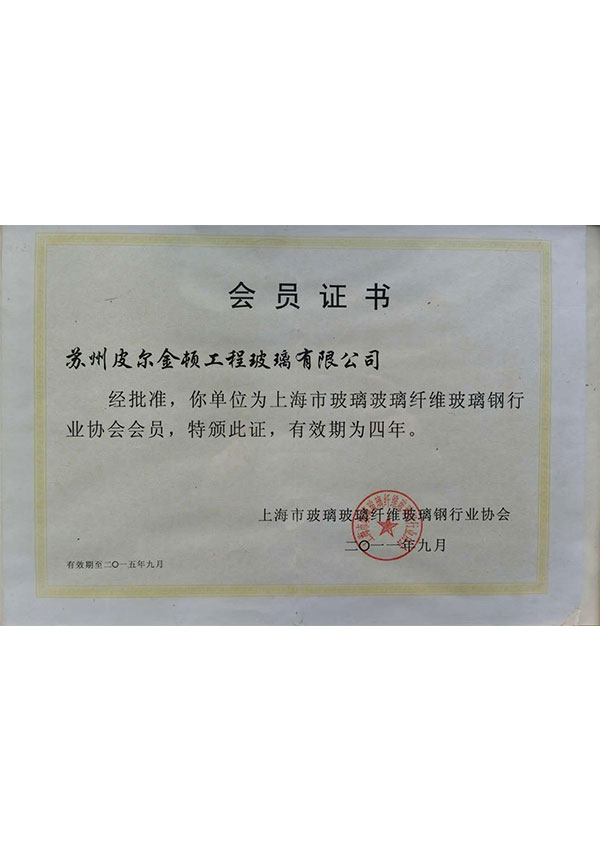 会员证书
苏州皮尔金顿工程玻璃有限公司
经批准，你单位为上海市玻璃玻璃纤维玻璃钢行
业协会会员，特颁此证，有效期为四年。
上海市玻璃玻璃纤维玻璃钢行业协会
二〇一一年九月
有效期至二〇一五年九月